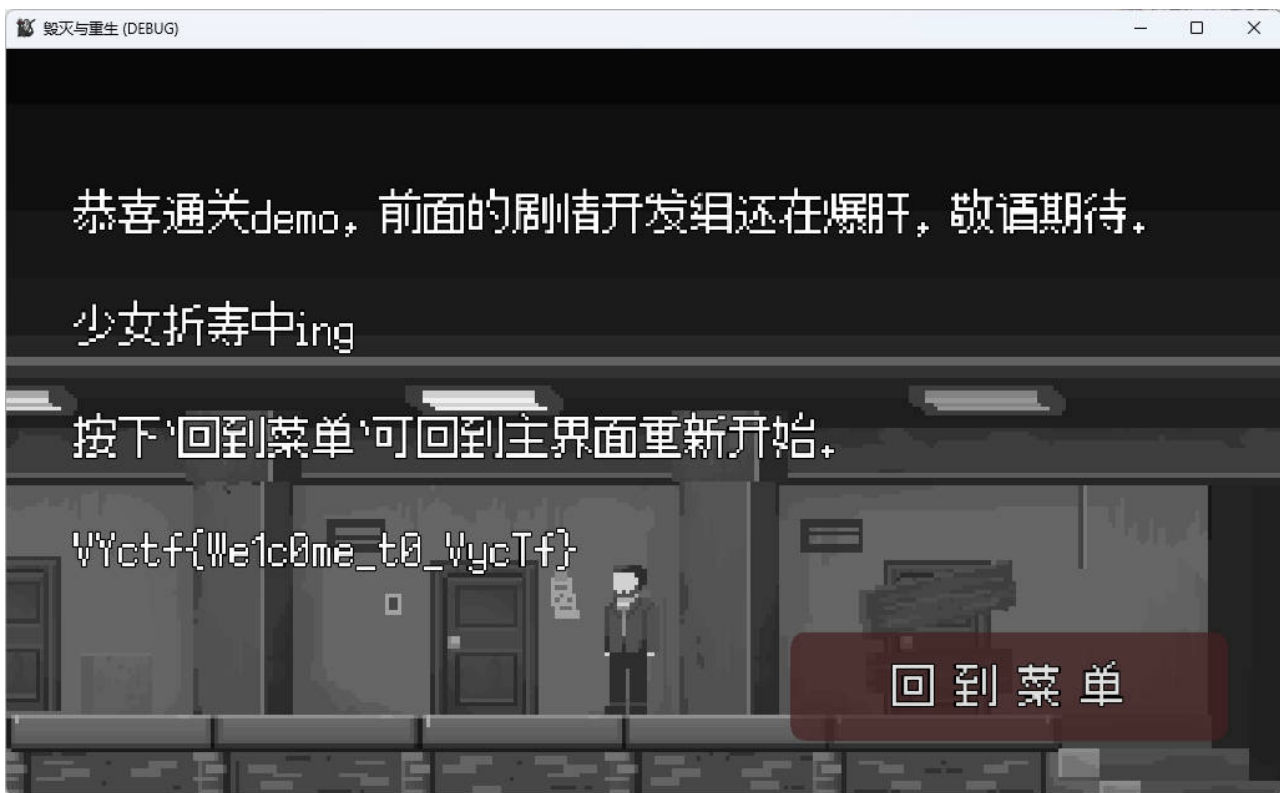 毁灭与重生 (DEBUG)
恭喜通关demo，前面的剧情开发组还在爆肝，敬请期待。
少女折寿中ing
按下‘回到菜单‘可回到主界面重新开始。
VYctf{We1c0me_t0_VycTf}
回到菜单